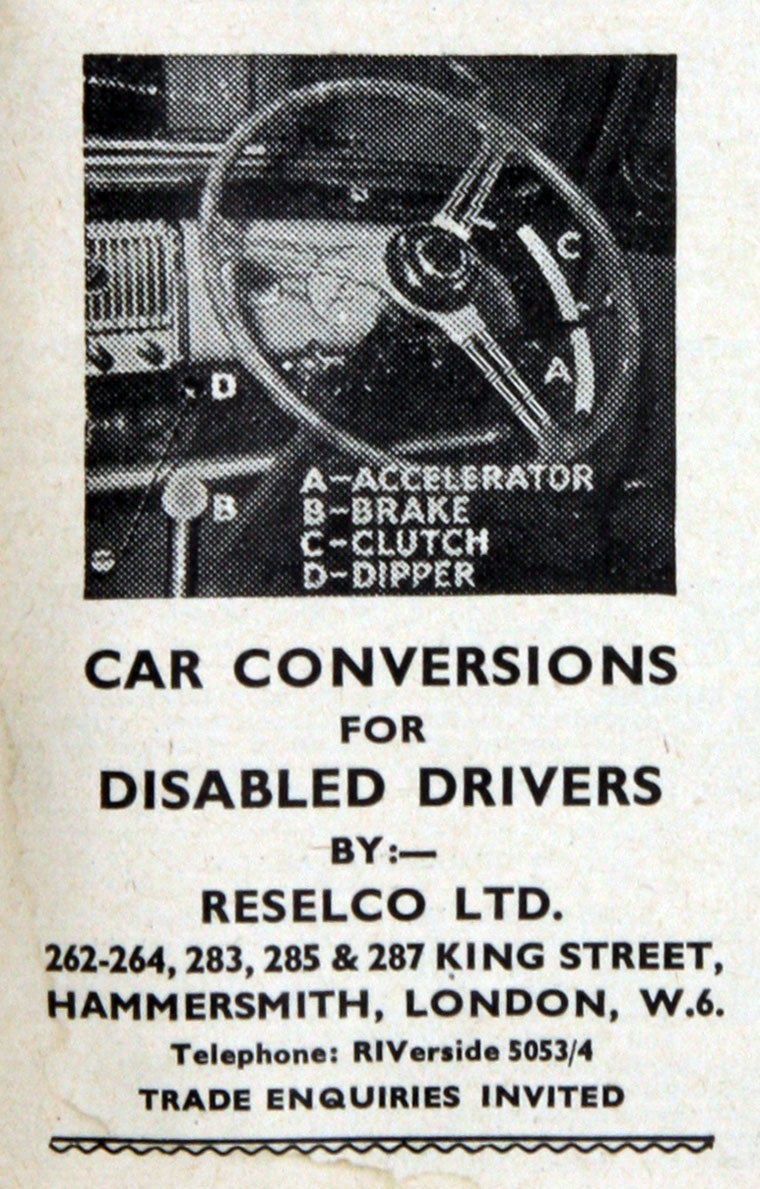 C
A
D
B
A-ACCELERATOR
B-BRAKE
C-CLUTCH
D-DIPPER
CAR CONVERSIONS
FOR
DISABLED DRIVERS
BY:—
RESELCO LTD.
262-264, 283, 285 & 287 KING STREET,
HAMMERSMITH, LONDON, W.6.
Telephone: RIVerside 5053/4
TRADE ENQUIRIES INVITED